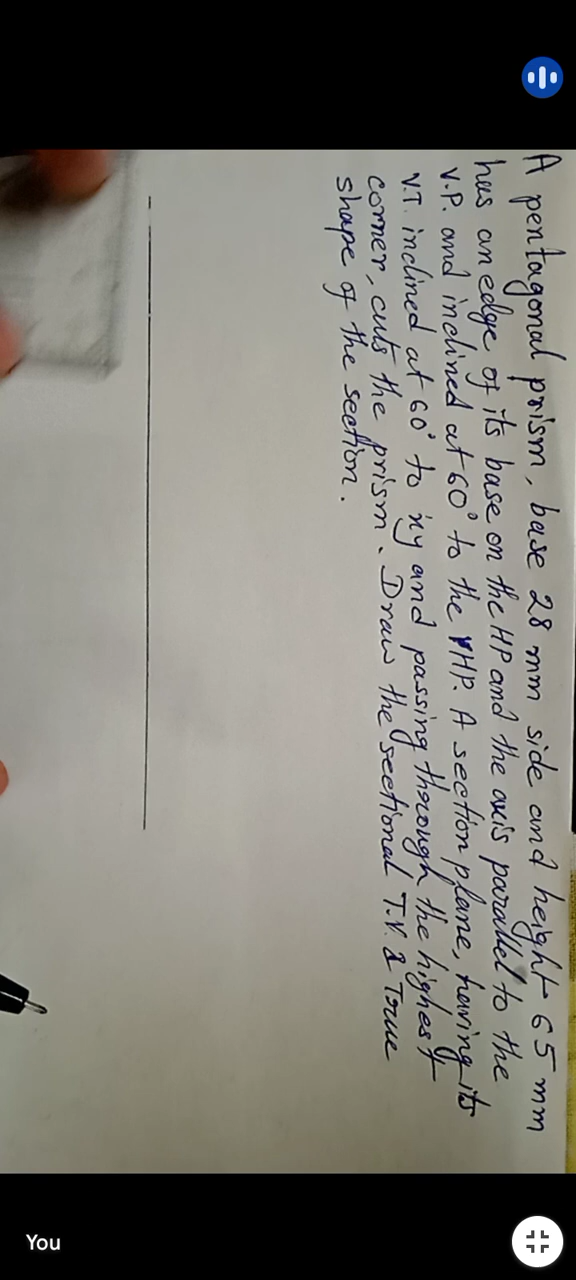 A pentagonal prism, base 28 mm side and height 65 mm
has an edge of its base on the HP and the axis parallel to the
V.P. and inclined at 60° to the HP. A section plane, having its
V.T. inclined at 60° to xy and passing through the highest
corner, cuts the prism. Draw the sectional T.V. & True
shape of the section.
You